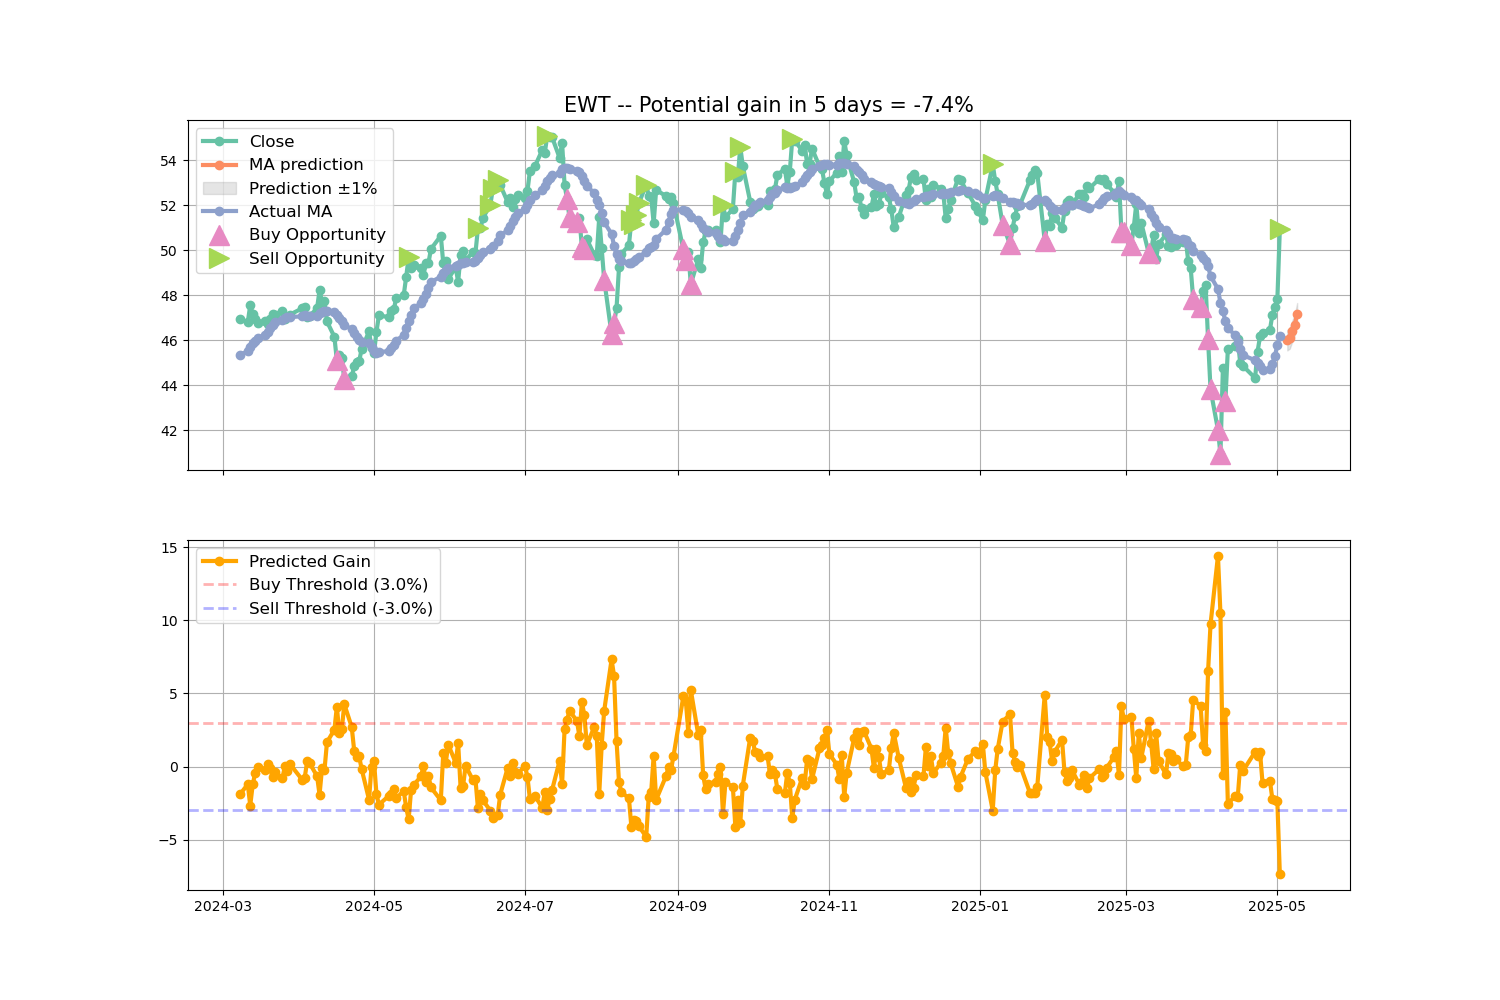 EWT -- Potential gain in 5 days = -7.4%
Close
MA prediction
Prediction ±1%
Actual MA
Buy Opportunity
Sell Opportunity
54
52
50
48
46
44
42
Predicted Gain
Buy Threshold (3.0%)
Sell Threshold (-3.0%)
15
10
5
0
−5
2024-03 2024-05 2024-07 2024-09 2024-11 2025-01 2025-03 2025-05